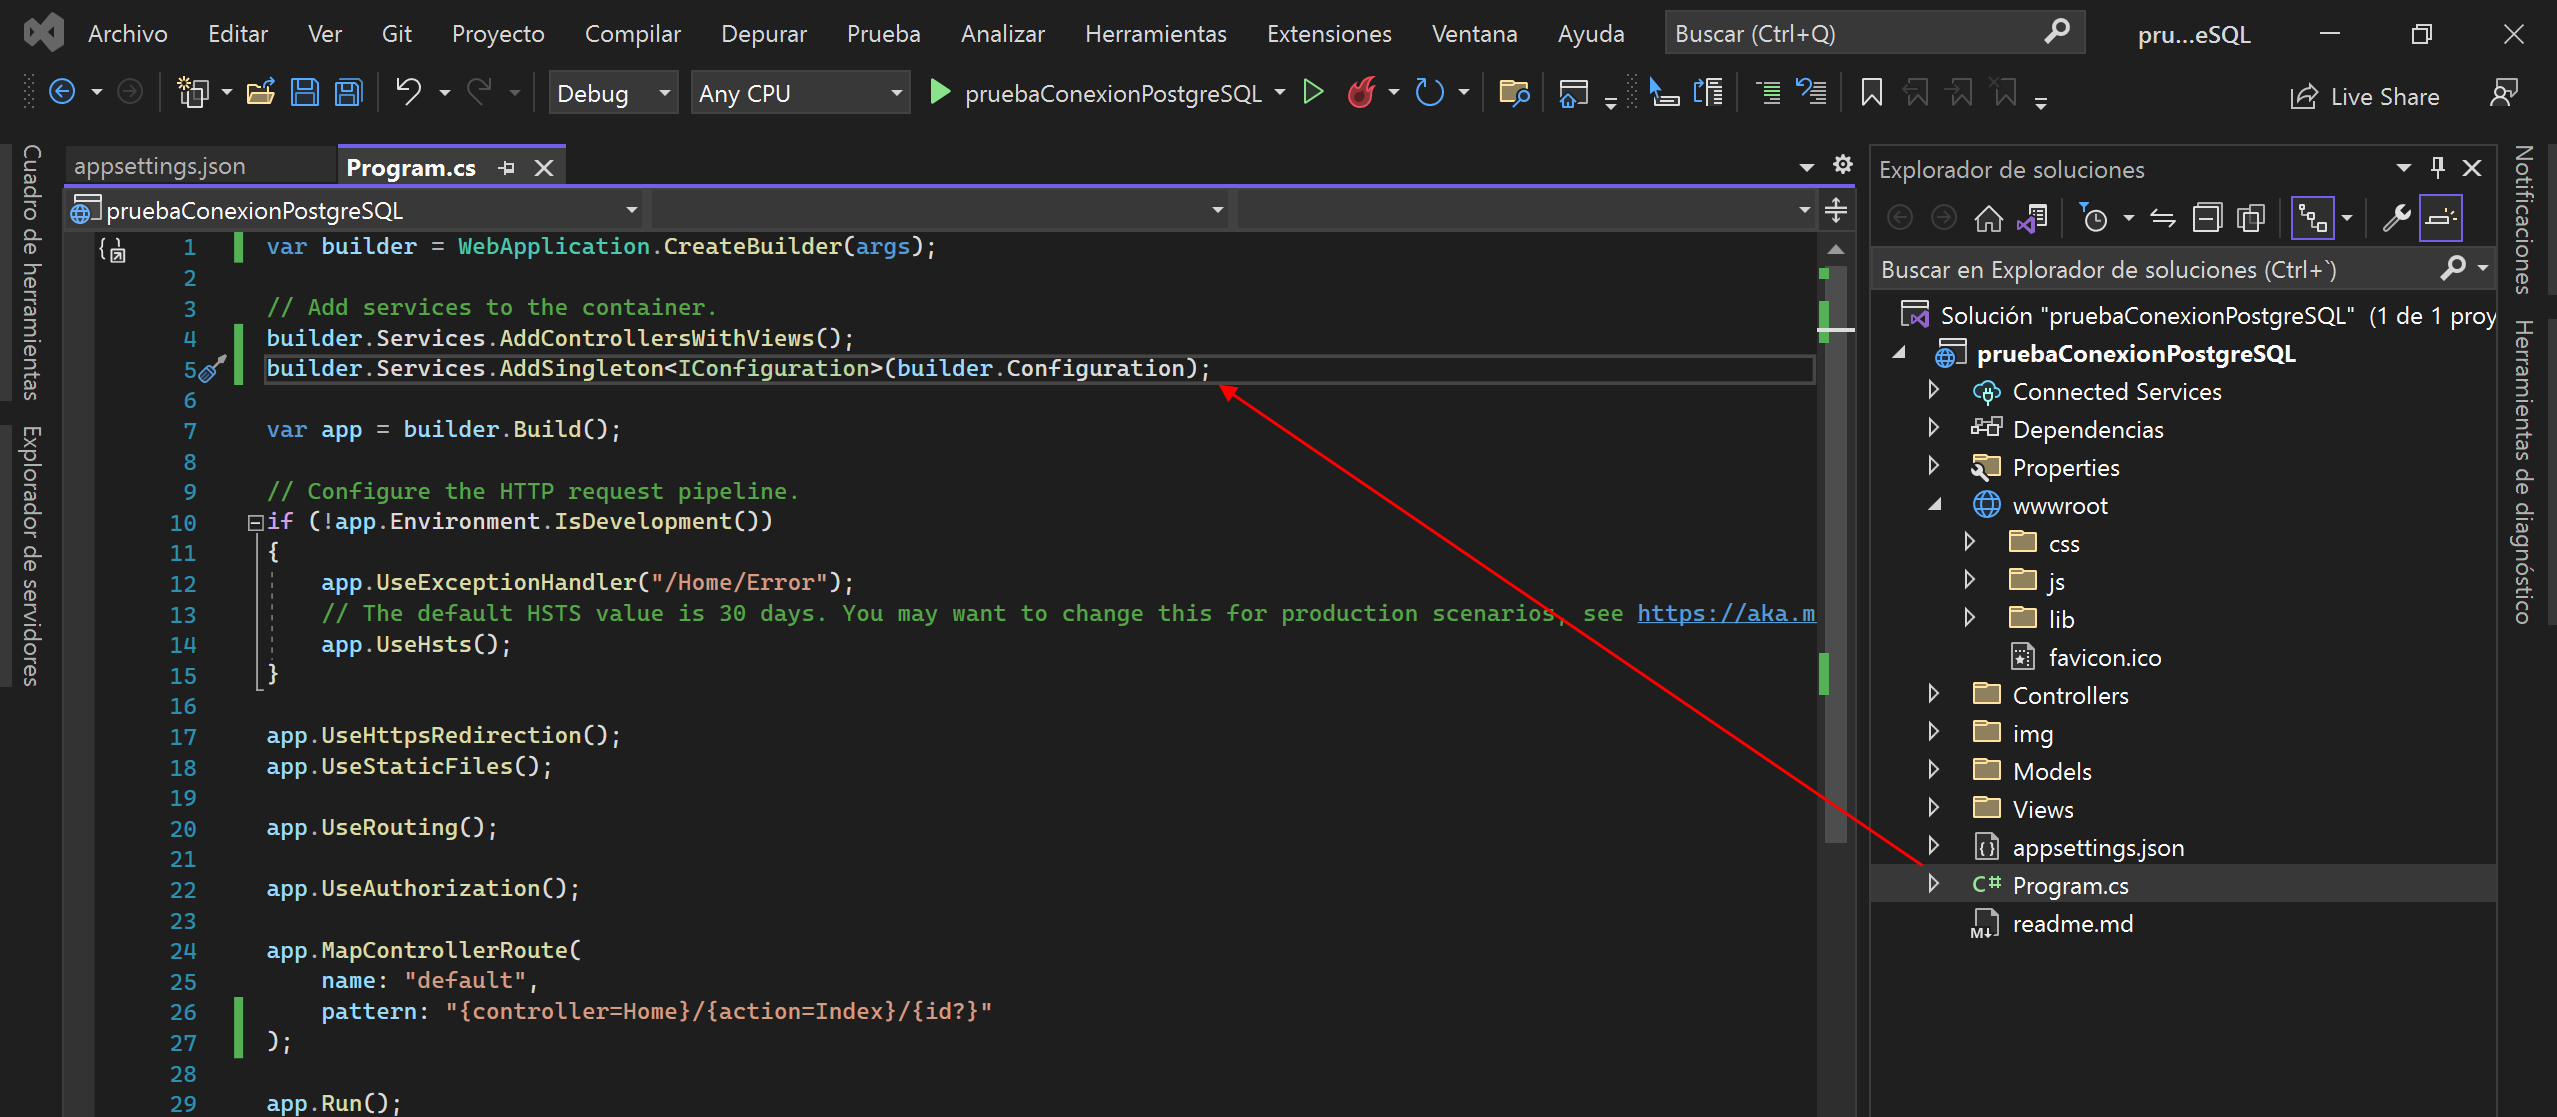 Archivo Editar Ver Git Proyecto Compilar Depurar Prueba Analizar Herramientas Extensiones Ventana Ayuda Buscar (Ctrl+Q) pru...eSQL
Debug Any CPU pruebaConexionPostgreSQL Live Share
Cuadro de herramientas
Explorador de servidores
appsettings.json Program.cs
pruebaConexionPostgreSQL
1 var builder = WebApplication.CreateBuilder(args);
2
3 // Add services to the container.
4 builder.Services.AddControllersWithViews();
5 builder.Services.AddSingleton<IConfiguration>(builder.Configuration);
6
7 var app = builder.Build();
8
9 // Configure the HTTP request pipeline.
10 if (!app.Environment.IsDevelopment())
11 {
12 app.UseExceptionHandler("/Home/Error");
13 // The default HSTS value is 30 days. You may want to change this for production scenarios, see https://aka.m
14 app.UseHsts();
15 }
16
17 app.UseHttpsRedirection();
18 app.UseStaticFiles();
19
20 app.UseRouting();
21
22 app.UseAuthorization();
23
24 app.MapControllerRoute(
25 name: "default",
26 pattern: "{controller=Home}/{action=Index}/{id?}"
27 );
28
29 app.Run();
Explorador de soluciones
Buscar en Explorador de soluciones (Ctrl+`)
Solución "pruebaConexionPostgreSQL" (1 de 1 proy
pruebaConexionPostgreSQL
Connected Services
Dependencias
Properties
wwwroot
css
js
lib
favicon.ico
Controllers
img
Models
Views
appsettings.json
C# Program.cs
readme.md
Notificaciones
Herramientas de diagnóstico